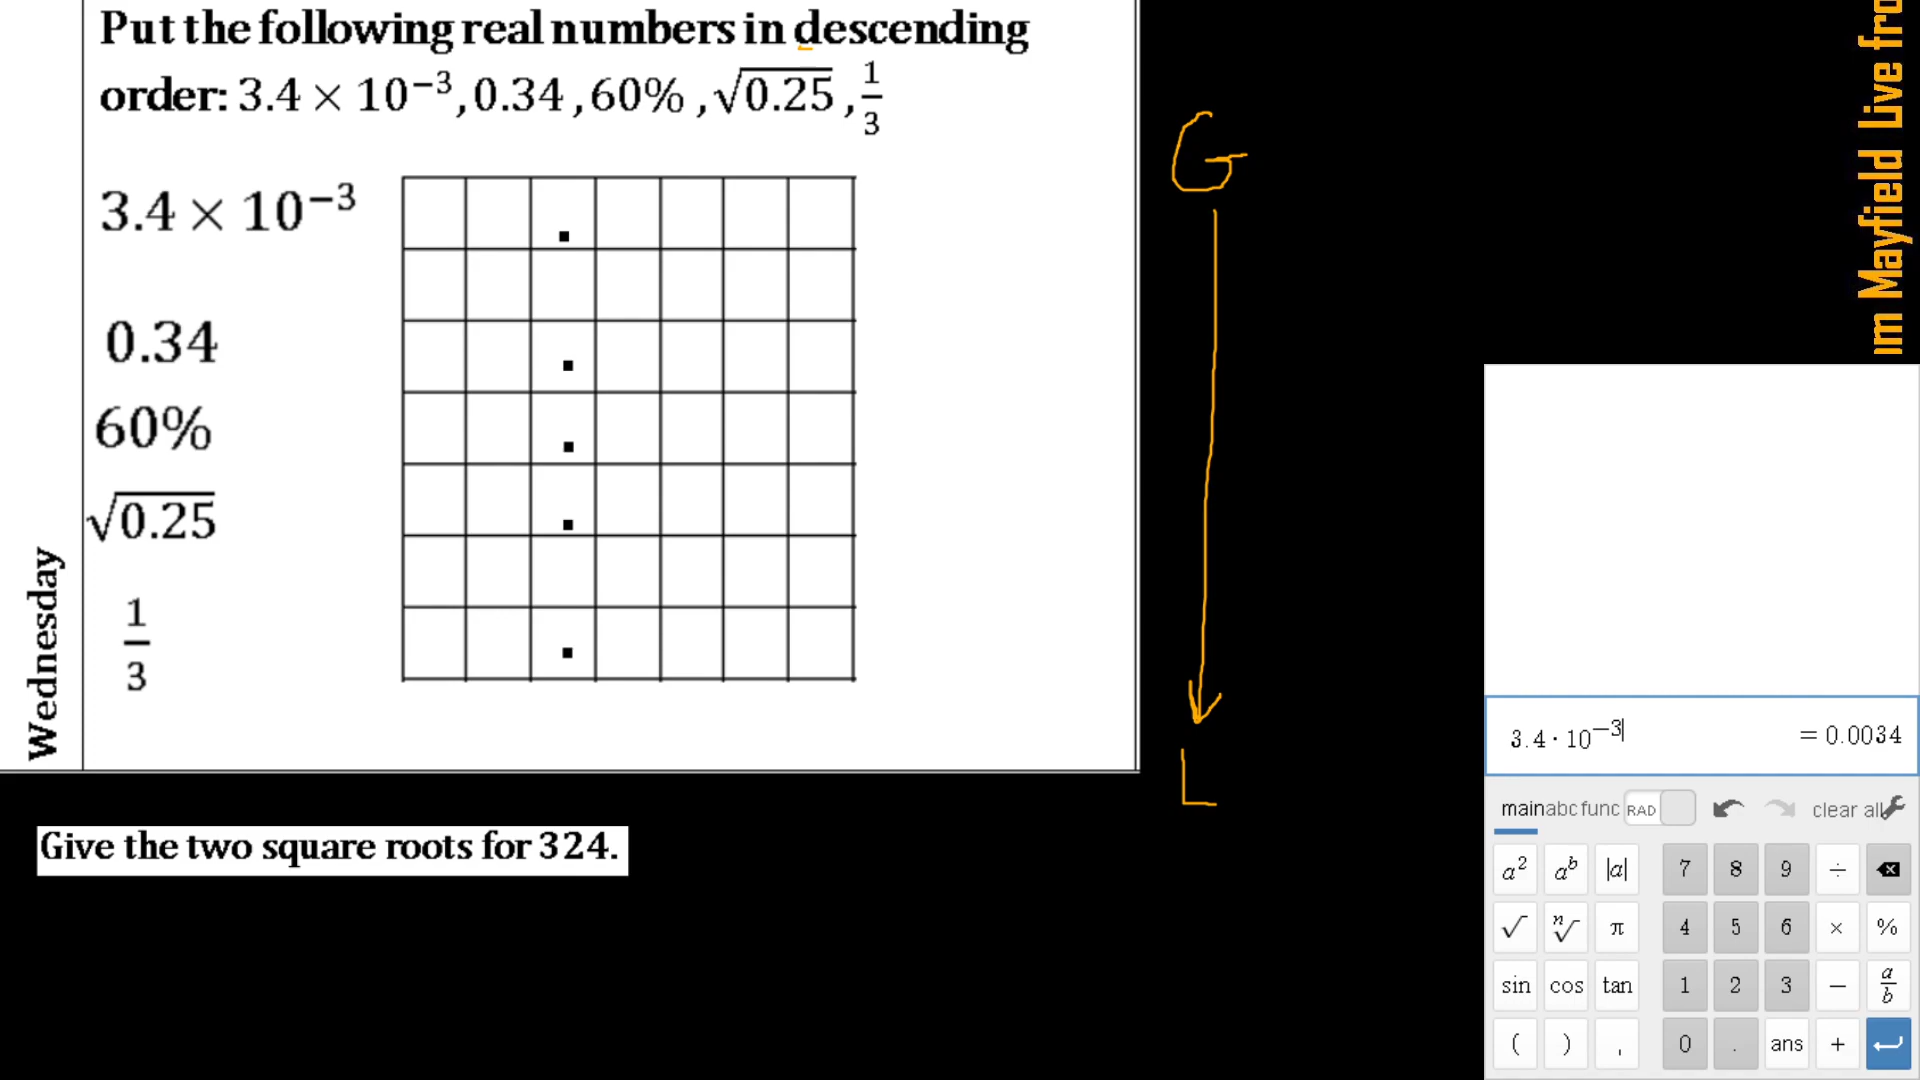 Put the following real numbers in descending
order: 3.4 × 10⁻³, 0.34 , 60% , √0.25 , 1/3
3.4 × 10⁻³
0.34
60%
√0.25
1/3
Wednesday
Give the two square roots for 324.
G
L
im Mayfield Live fro
3.4 · 10⁻³ = 0.0034
main abc func RAD clear all
a² aᵇ |a| 7 8 9 ÷
√ ⁿ√ π 4 5 6 × %
sin cos tan 1 2 3 − a/b
( ) , 0 . ans +